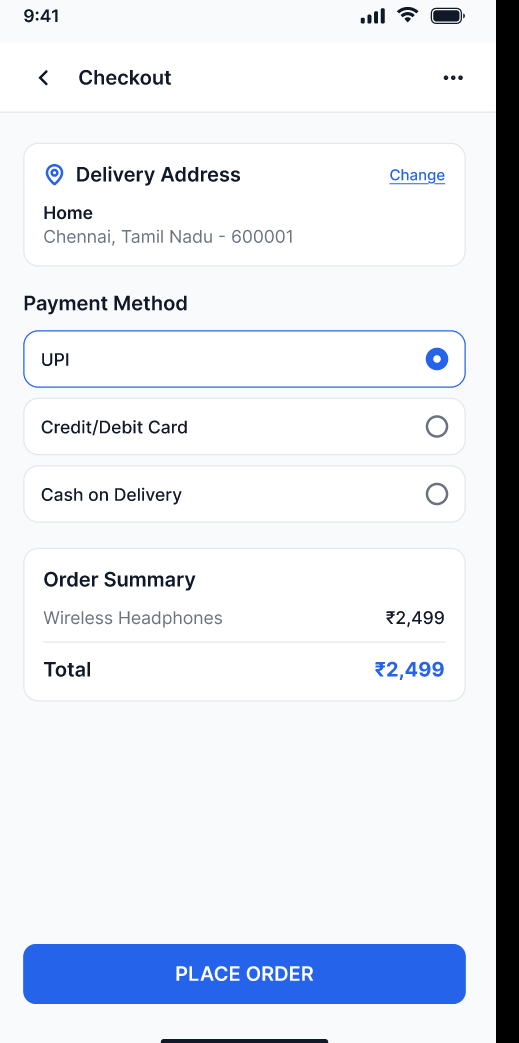 9:41
Checkout
Delivery Address Change
Home
Chennai, Tamil Nadu - 600001
Payment Method
UPI
Credit/Debit Card
Cash on Delivery
Order Summary
Wireless Headphones ₹2,499
Total ₹2,499
PLACE ORDER